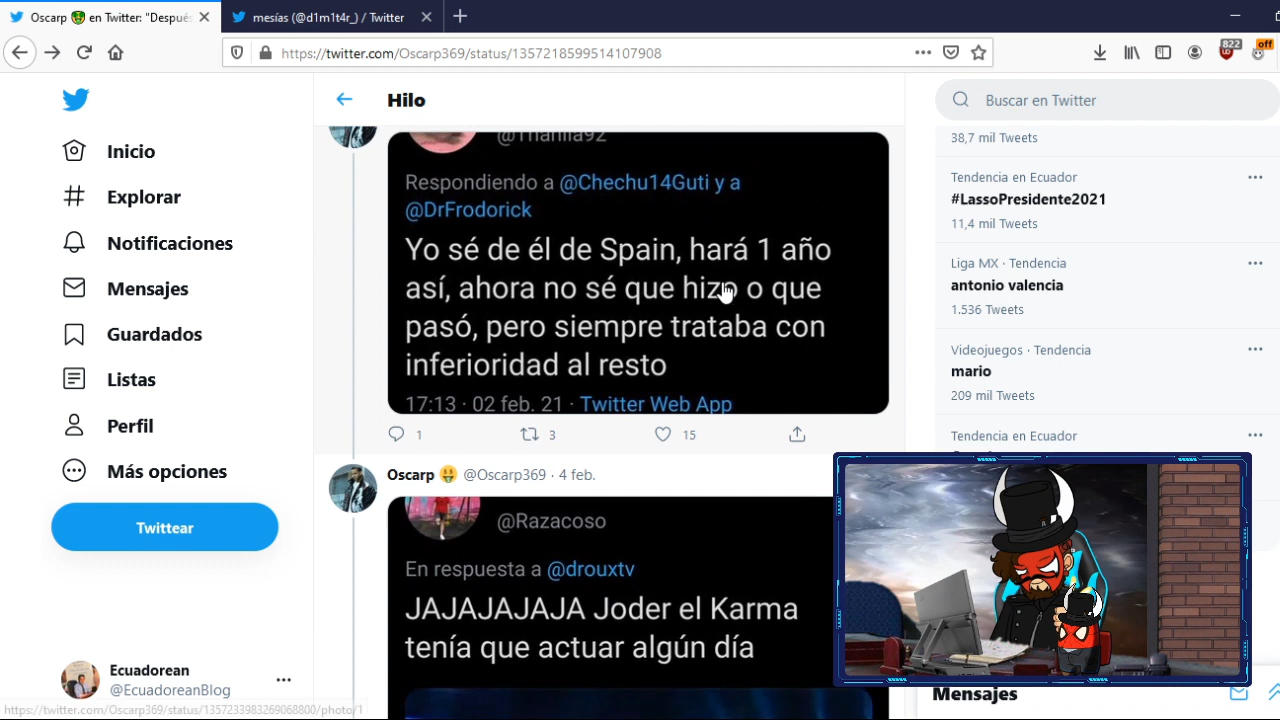 Oscarp en Twitter: "Después
mesías (@d1m1t4r_) / Twitter
https://twitter.com/Oscarp369/status/1357218599514107908
822
off
Hilo
Buscar en Twitter
Inicio
Explorar
Notificaciones
Mensajes
Guardados
Listas
Perfil
Más opciones
Twittear
Ecuadorean
@EcuadoreanBlog
https://twitter.com/Oscarp369/status/1357233983269068800/photo/1
Respondiendo a @Chechu14Guti y a
@DrFrodorick
Yo sé de él de Spain, hará 1 año
así, ahora no sé que hizo o que
pasó, pero siempre trataba con
inferioridad al resto
17:13 · 02 feb. 21 · Twitter Web App
1
3
15
Oscarp @Oscarp369 · 4 feb.
@Razacoso
En respuesta a @drouxtv
JAJAJAJAJA Joder el Karma
tenía que actuar algún día
38,7 mil Tweets
Tendencia en Ecuador
#LassoPresidente2021
11,4 mil Tweets
Liga MX · Tendencia
antonio valencia
1.536 Tweets
Videojuegos · Tendencia
mario
209 mil Tweets
Tendencia en Ecuador
Mensajes